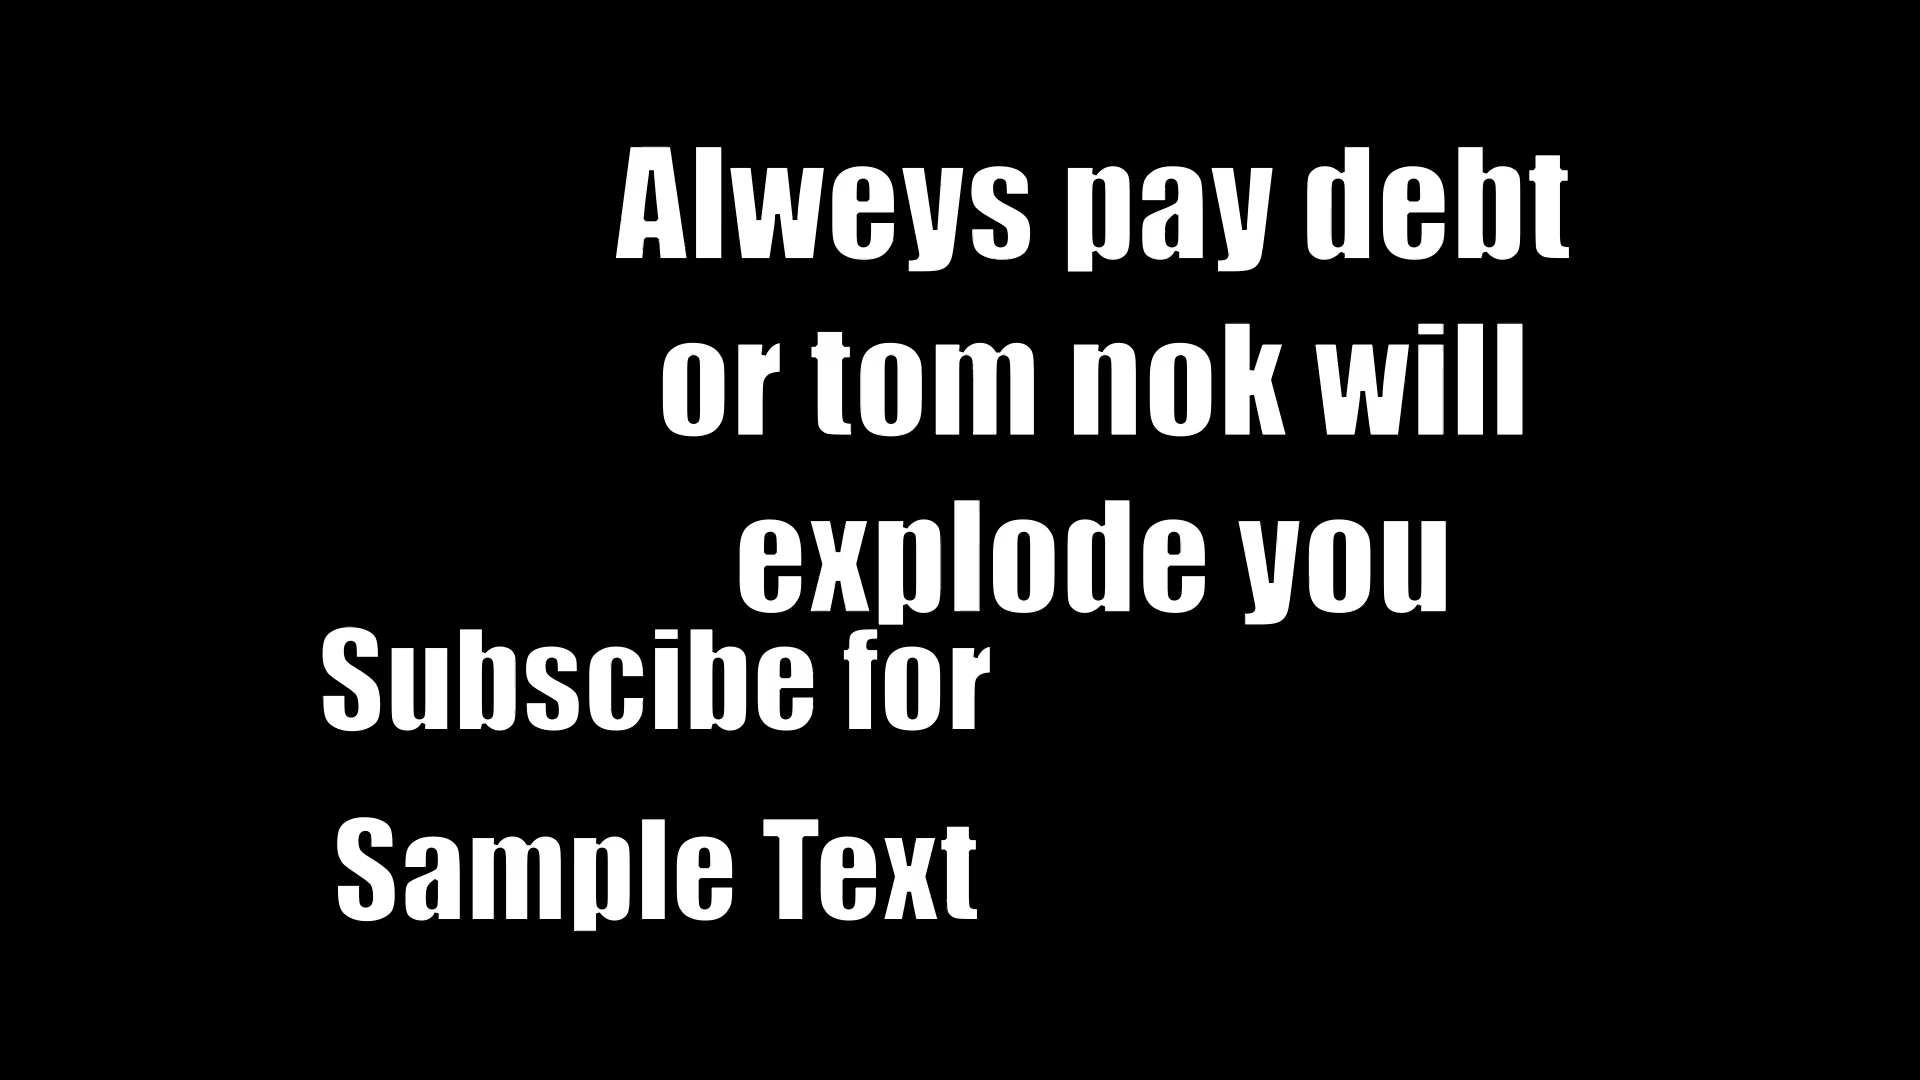 Alweys pay debt
or tom nok will
explode you
Subscibe for
Sample Text